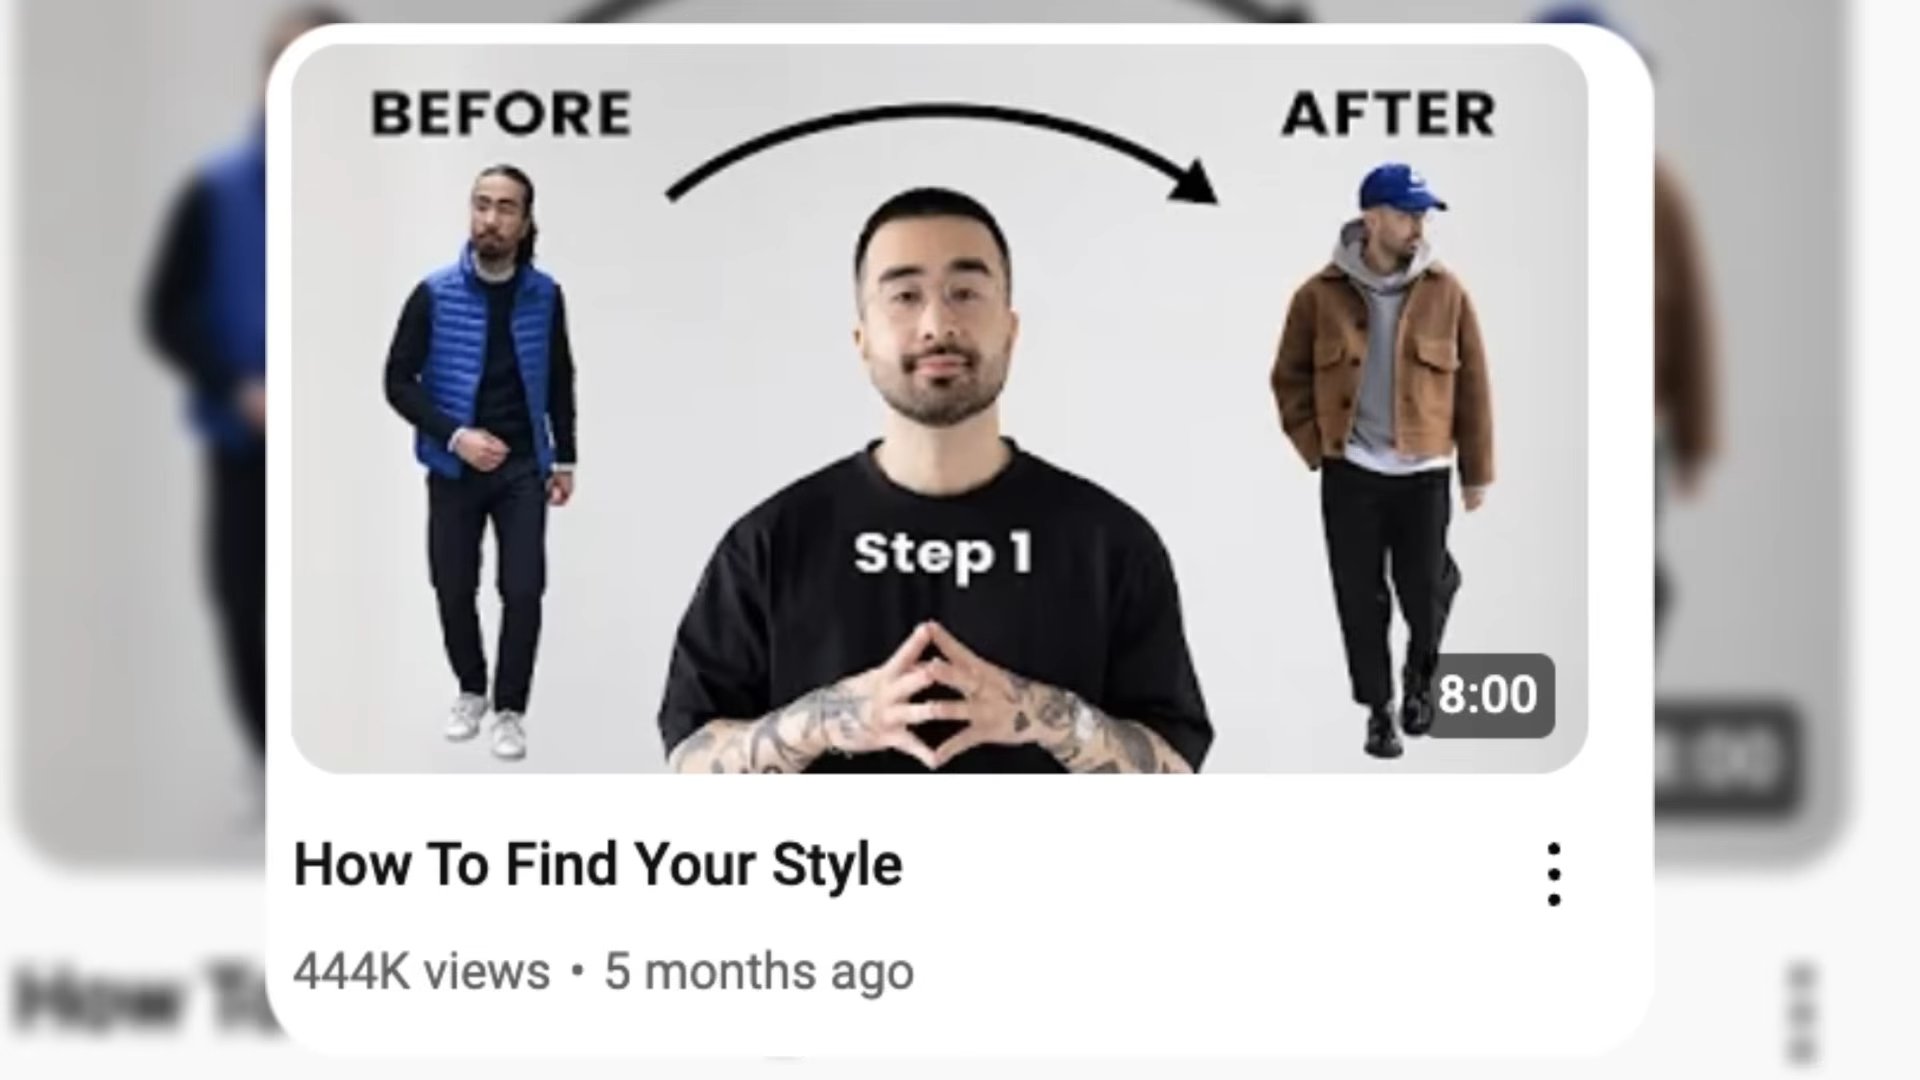 BEFORE
AFTER
Step 1
8:00
How To Find Your Style
444K views • 5 months ago